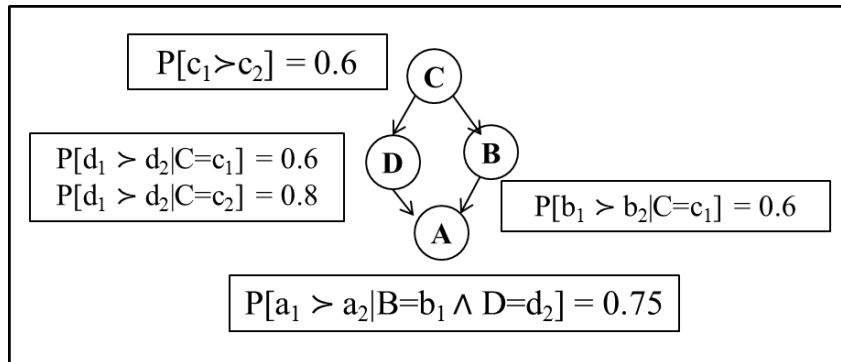 P[c₁≻c₂] = 0.6
C
P[d₁ ≻ d₂|C=c₁] = 0.6
P[d₁ ≻ d₂|C=c₂] = 0.8
D
B
P[b₁ ≻ b₂|C=c₁] = 0.6
A
P[a₁ ≻ a₂|B=b₁ ∧ D=d₂] = 0.75